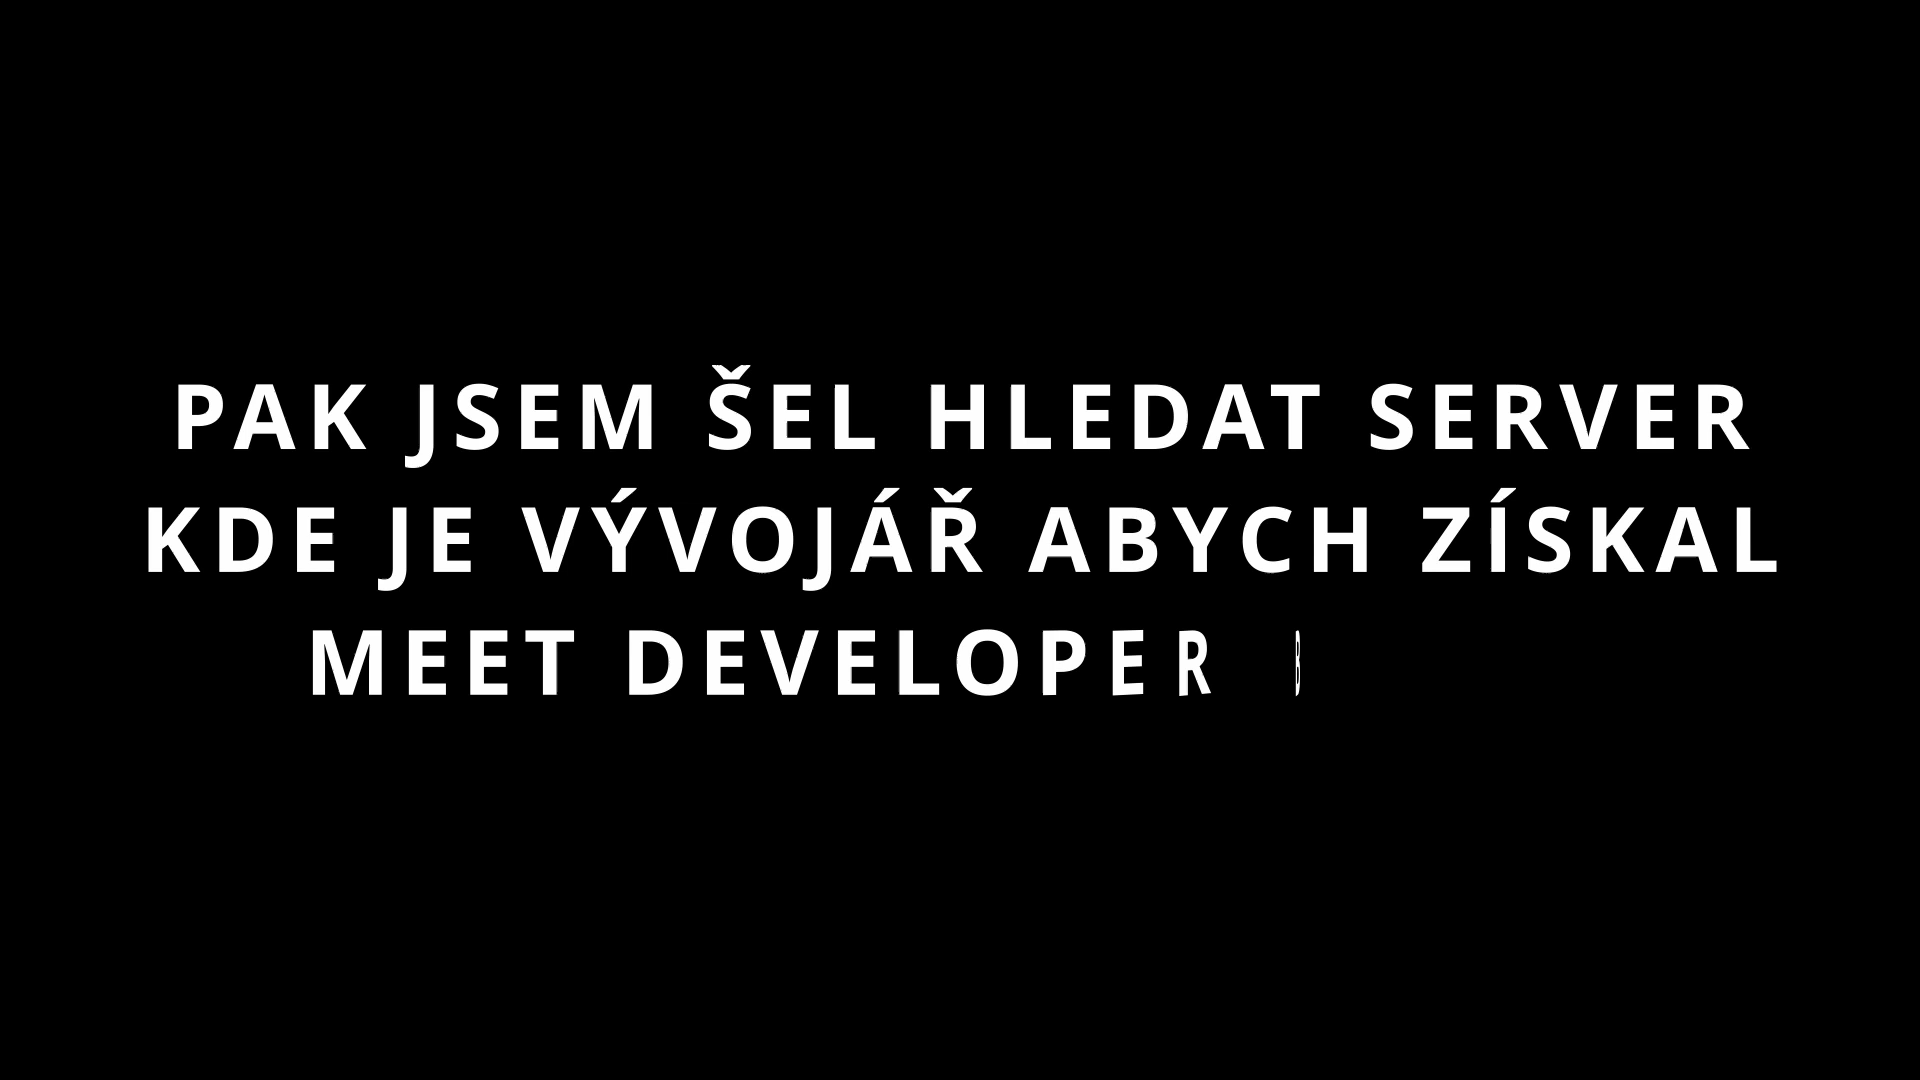 PAK JSEM ŠEL HLEDAT SERVER
KDE JE VÝVOJÁŘ ABYCH ZÍSKAL
MEET DEVELOPER B